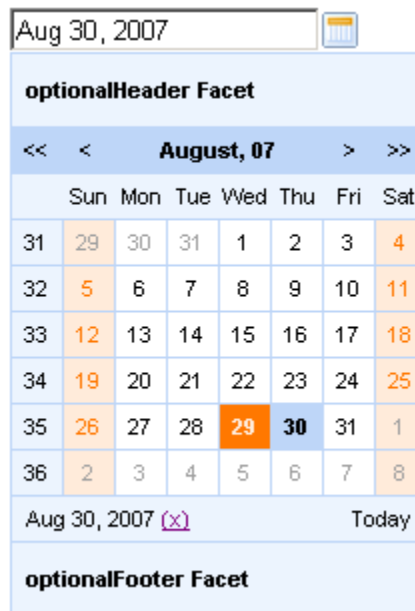 Aug 30, 2007
optionalHeader Facet
<< < August, 07 > >>
Sun Mon Tue Wed Thu Fri Sat
31 29 30 31 1 2 3 4
32 5 6 7 8 9 10 11
33 12 13 14 15 16 17 18
34 19 20 21 22 23 24 25
35 26 27 28 29 30 31 1
36 2 3 4 5 6 7 8
Aug 30, 2007 (x) Today
optionalFooter Facet